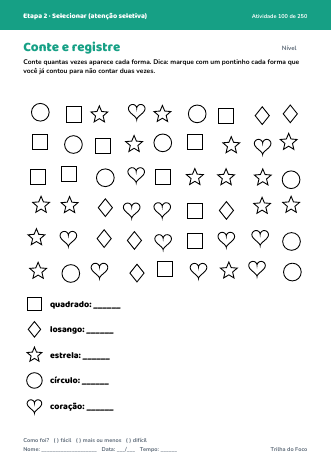 Etapa 2 · Selecionar (atenção seletiva)
Atividade 100 de 250
Conte e registre
Nível
Conte quantas vezes aparece cada forma. Dica: marque com um pontinho cada forma que
você já contou para não contar duas vezes.
quadrado: ______
losango: ______
estrela: ______
círculo: ______
coração: ______
Como foi? ( ) fácil ( ) mais ou menos ( ) difícil
Nome: ____________________ Data: ___/___ Tempo: ______
Trilha do Foco